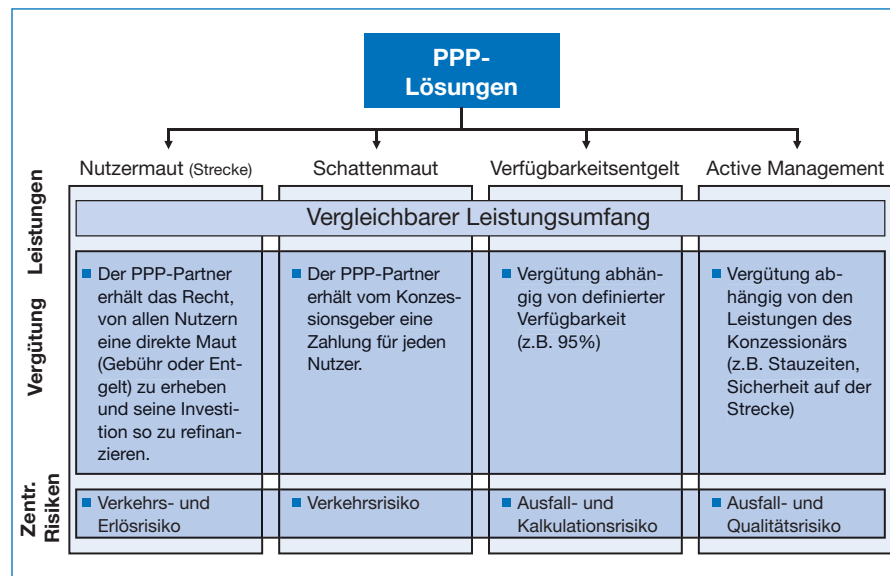 PPP-
Lösungen
Nutzermaut (Strecke)
Schattenmaut
Verfügbarkeitsentgelt
Active Management
Leistungen
Vergleichbarer Leistungsumfang
Vergütung
Der PPP-Partner
erhält das Recht,
von allen Nutzern
eine direkte Maut
(Gebühr oder Ent-
gelt) zu erheben
und seine Investi-
tion so zu refinan-
zieren.
Der PPP-Partner
erhält vom Konzes-
sionsgeber eine
Zahlung für jeden
Nutzer.
Vergütung abhän-
gig von definierter
Verfügbarkeit
(z.B. 95%)
Vergütung ab-
hängig von den
Leistungen des
Konzessionärs
(z.B. Stauzeiten,
Sicherheit auf der
Strecke)
Zentr.
Risiken
Verkehrs- und
Erlösrisiko
Verkehrsrisiko
Ausfall- und
Kalkulationsrisiko
Ausfall- und
Qualitätsrisiko